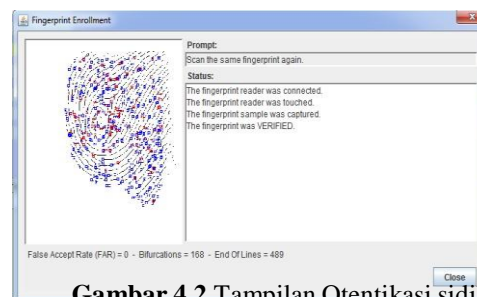 Fingerprint Enrollment
Prompt:
Scan the same fingerprint again.
Status:
The fingerprint reader was connected.
The fingerprint reader was touched.
The fingerprint sample was captured.
The fingerprint was VERIFIED.
False Accept Rate (FAR) = 0 - Bifurcations = 168 - End Of Lines = 489
Close
Gambar 4.2 Tampilan Otentikasi sidi